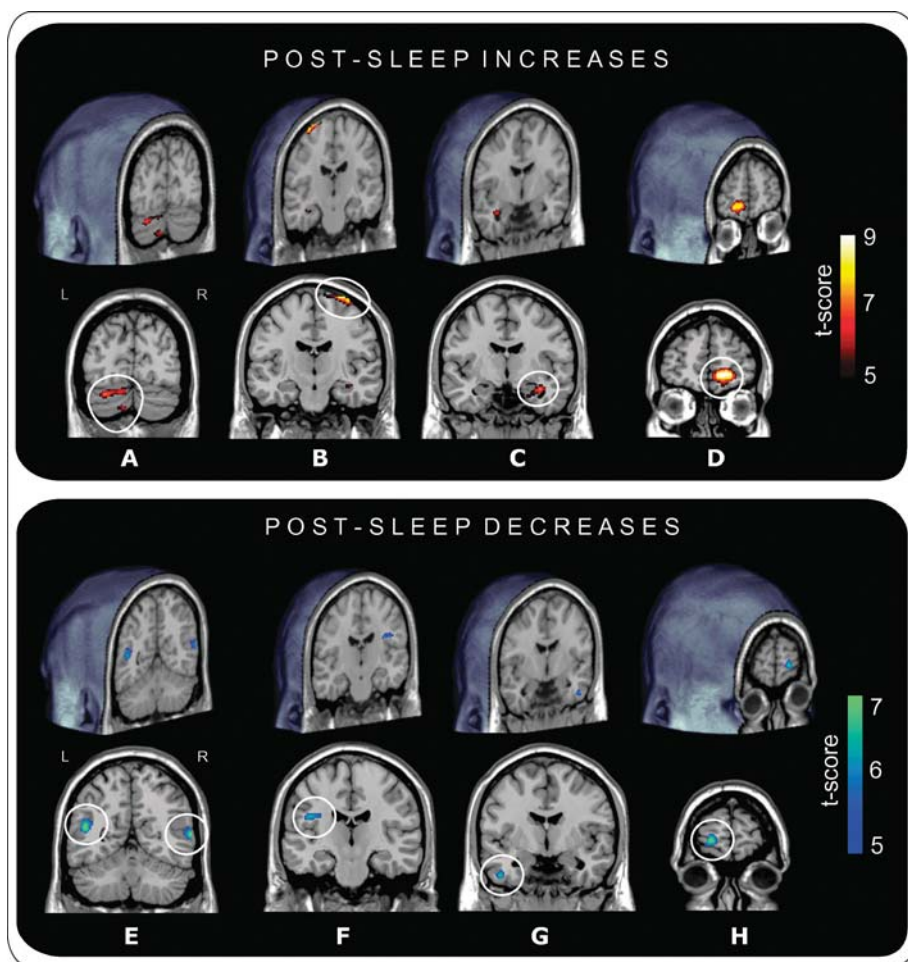 POST-SLEEP INCREASES
L R
9
7
5
t-score
A B C D
POST-SLEEP DECREASES
L R
7
6
5
t-score
E F G H